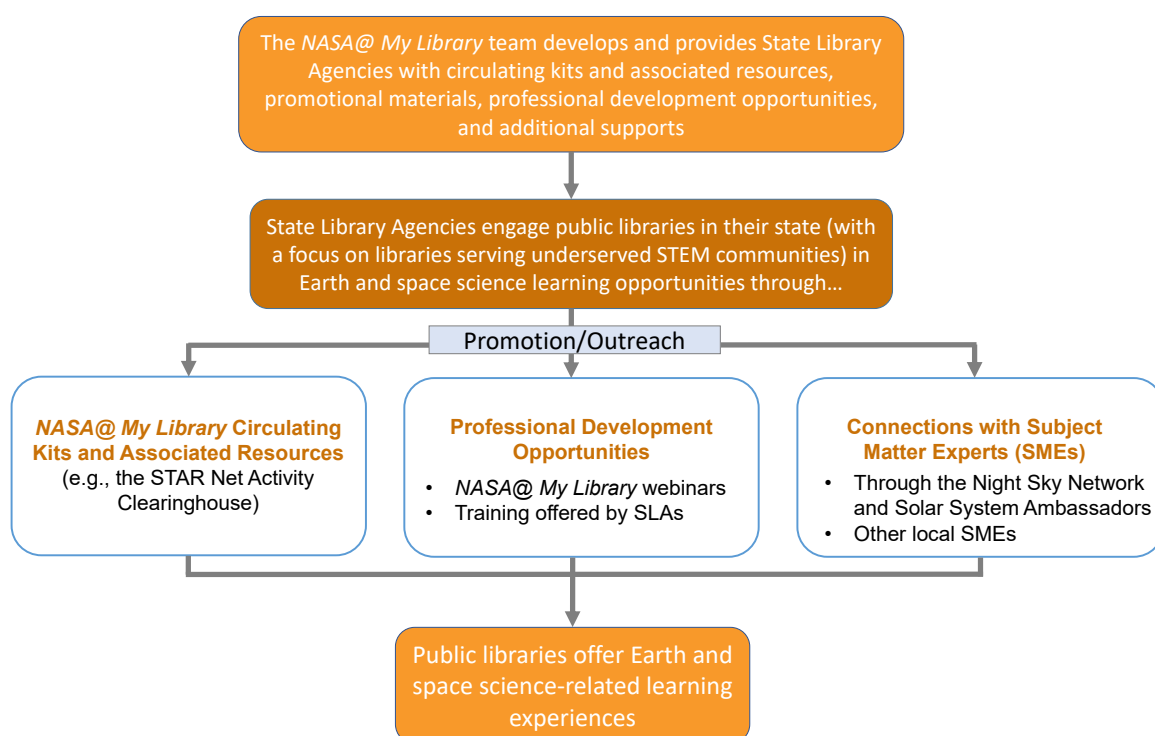 The NASA@ My Library team develops and provides State Library
Agencies with circulating kits and associated resources,
promotional materials, professional development opportunities,
and additional supports
State Library Agencies engage public libraries in their state (with
a focus on libraries serving underserved STEM communities) in
Earth and space science learning opportunities through…
Promotion/Outreach
NASA@ My Library Circulating
Kits and Associated Resources
(e.g., the STAR Net Activity
Clearinghouse)
Professional Development
Opportunities
• NASA@ My Library webinars
• Training offered by SLAs
Connections with Subject
Matter Experts (SMEs)
• Through the Night Sky Network
and Solar System Ambassadors
• Other local SMEs
Public libraries offer Earth and
space science-related learning
experiences